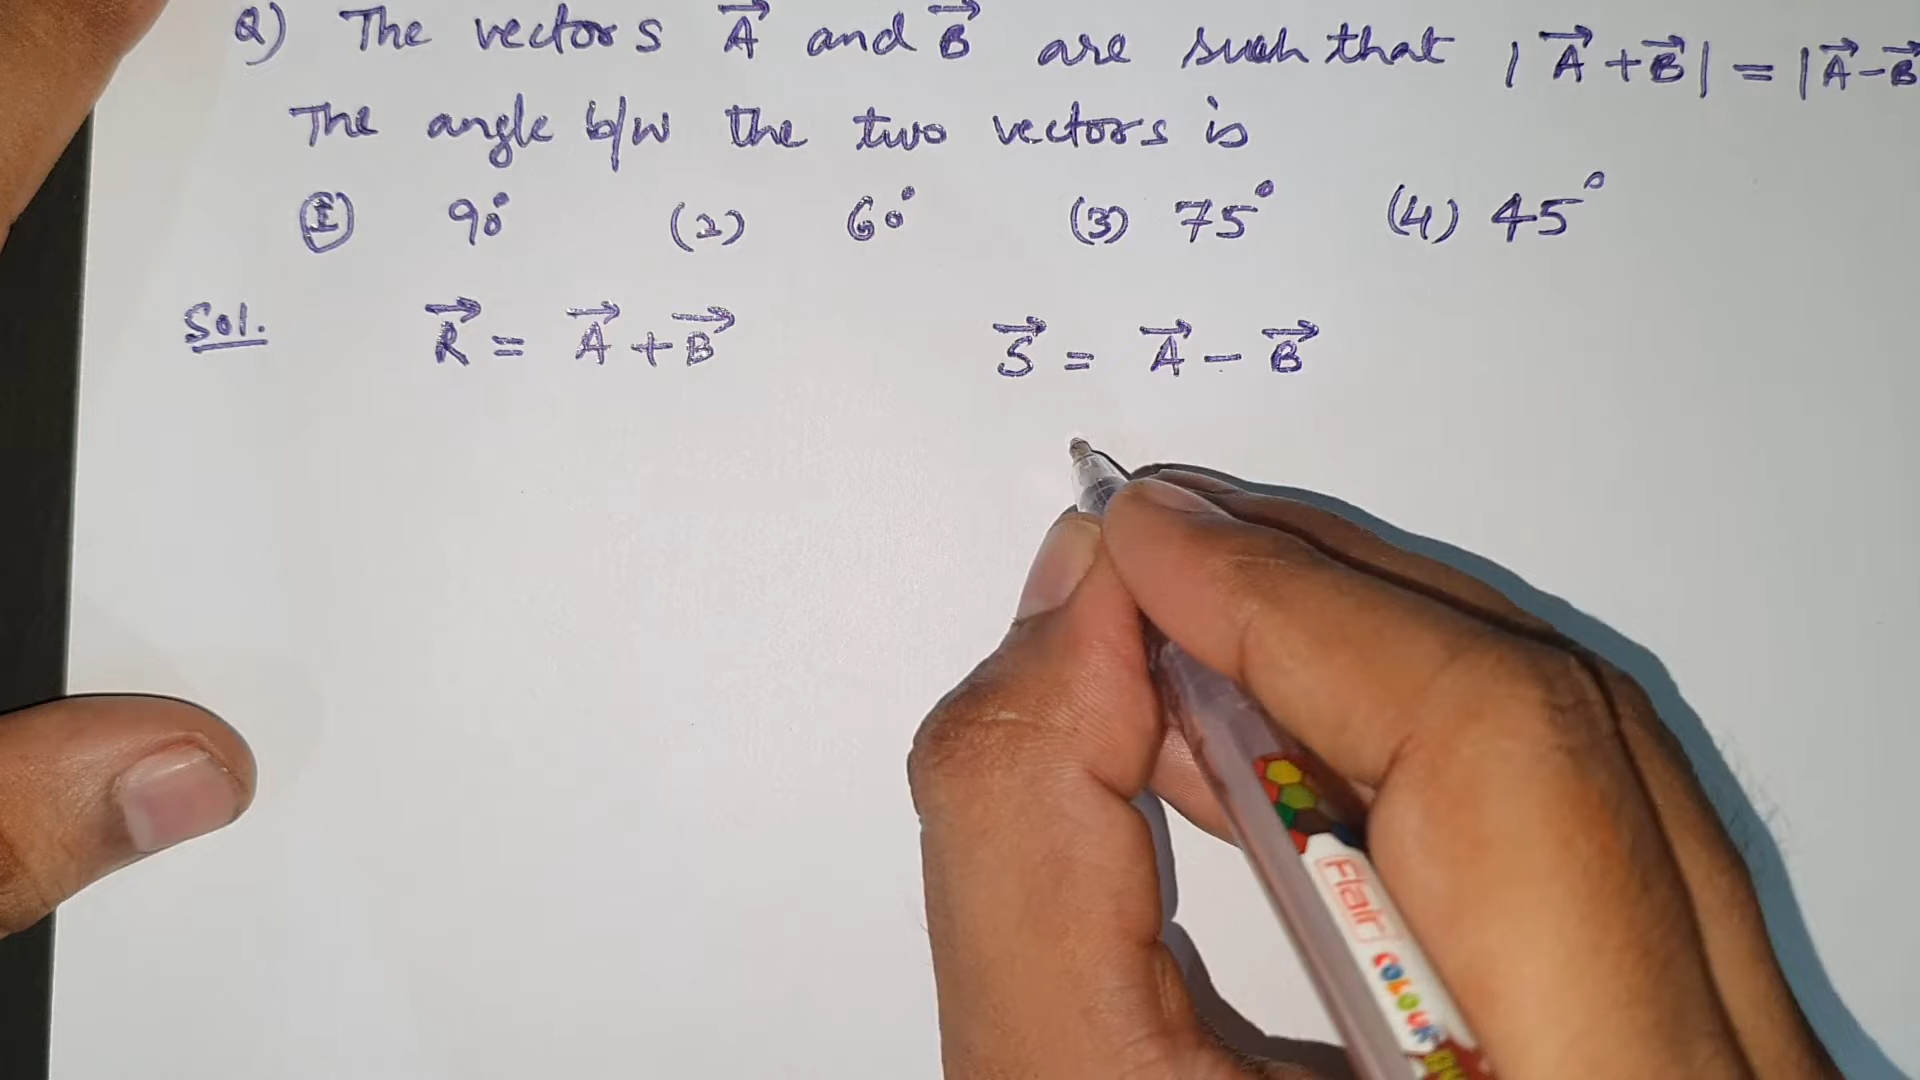 Q) The vectors A⃗ and B⃗ are such that |A⃗+B⃗| = |A⃗-B⃗
The angle b/w the two vectors is
(1) 90° (2) 60° (3) 75° (4) 45°
Sol. R⃗ = A⃗+B⃗ S⃗ = A⃗-B⃗
Flair COLOUR